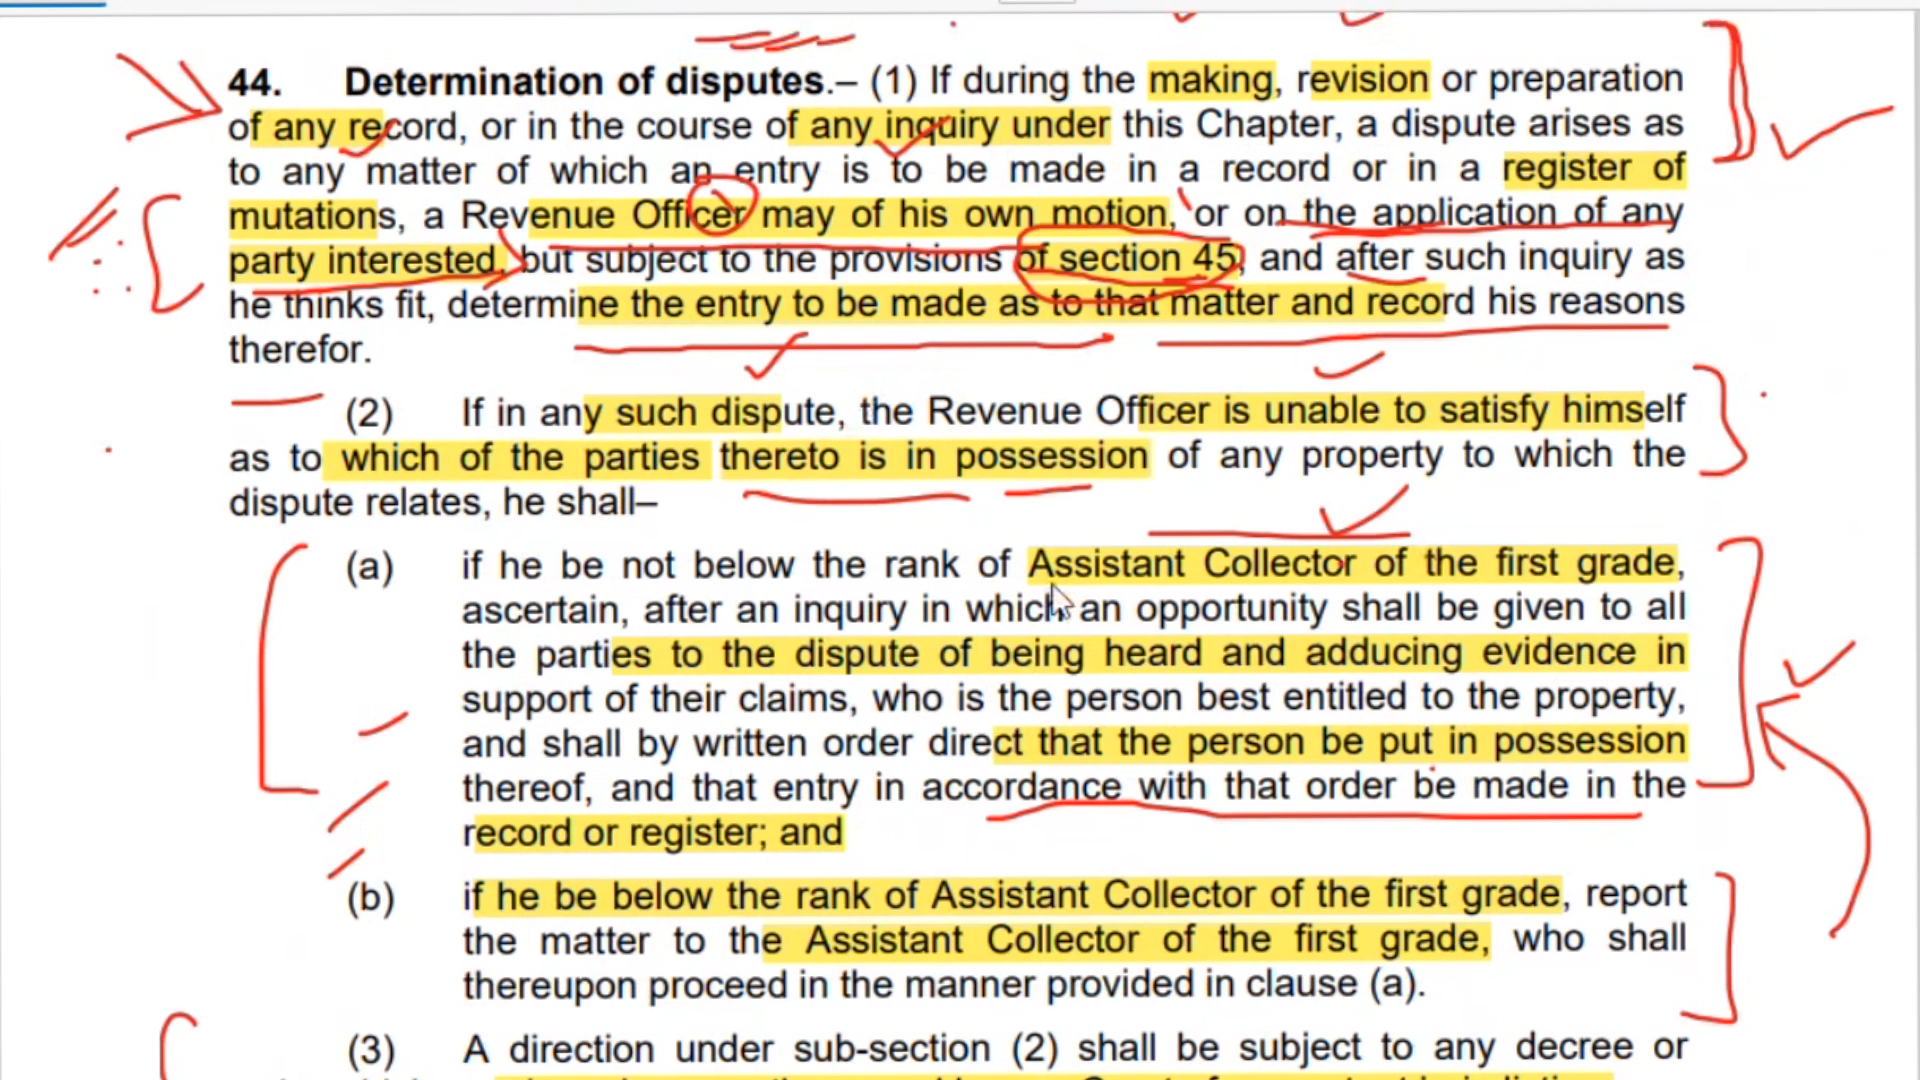 44. Determination of disputes.– (1) If during the making, revision or preparation
of any record, or in the course of any inquiry under this Chapter, a dispute arises as
to any matter of which an entry is to be made in a record or in a register of
mutations, a Revenue Officer may of his own motion, or on the application of any
party interested, but subject to the provisions of section 45, and after such inquiry as
he thinks fit, determine the entry to be made as to that matter and record his reasons
therefor.
(2) If in any such dispute, the Revenue Officer is unable to satisfy himself
as to which of the parties thereto is in possession of any property to which the
dispute relates, he shall–
(a) if he be not below the rank of Assistant Collector of the first grade,
ascertain, after an inquiry in which an opportunity shall be given to all
the parties to the dispute of being heard and adducing evidence in
support of their claims, who is the person best entitled to the property,
and shall by written order direct that the person be put in possession
thereof, and that entry in accordance with that order be made in the
record or register; and
(b) if he be below the rank of Assistant Collector of the first grade, report
the matter to the Assistant Collector of the first grade, who shall
thereupon proceed in the manner provided in clause (a).
(3) A direction under sub-section (2) shall be subject to any decree or